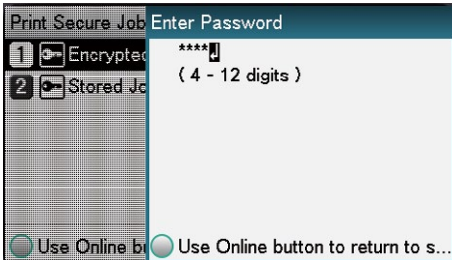 Print Secure Job
1 Encrypted
2 Stored Jo
Use Online bu
Enter Password
****
( 4 - 12 digits )
Use Online button to return to s...